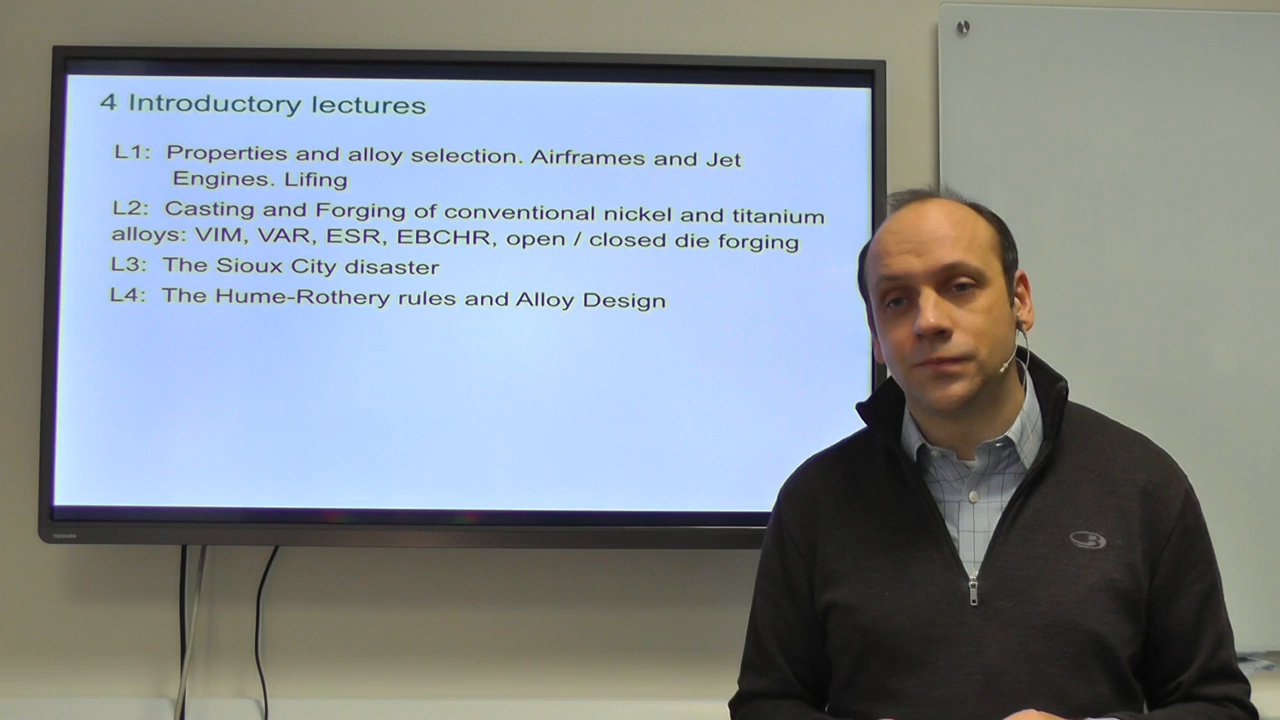 4 Introductory lectures
L1: Properties and alloy selection. Airframes and Jet
Engines. Lifing
L2: Casting and Forging of conventional nickel and titanium
alloys: VIM, VAR, ESR, EBCHR, open / closed die forging
L3: The Sioux City disaster
L4: The Hume-Rothery rules and Alloy Design
TOSHIBA